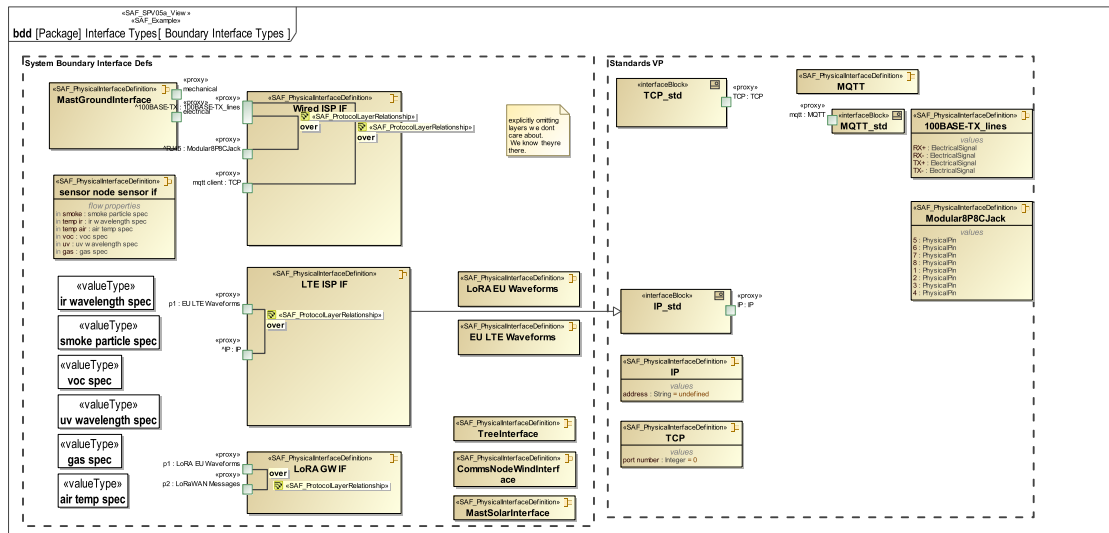 «SAF_SPV05a_View »
«SAF_Example»
bdd [Package] Interface Types[ Boundary Interface Types ]
System Boundary Interface Defs
«SAF_PhysicalInterfaceDefinition»
MastGroundInterface
«proxy»
mechanical
«proxy»
electrical
«SAF_PhysicalInterfaceDefinition»
sensor node sensor if
flow properties
in smoke : smoke particle spec
in temp ir : ir wavelength spec
in temp air : air temp spec
in voc : voc spec
in uv : uv wavelength spec
in gas : gas spec
«valueType»
ir wavelength spec
«valueType»
smoke particle spec
«valueType»
voc spec
«valueType»
uv wavelength spec
«valueType»
gas spec
«valueType»
air temp spec
«SAF_PhysicalInterfaceDefinition»
Wired ISP IF
«proxy»
^100BASE-TX : 100BASE-TX_lines
«proxy»
^RJ45 : Modular8P8CJack
«proxy»
mqtt client : TCP
«SAF_ProtocolLayerRelationship»
over
«SAF_ProtocolLayerRelationship»
over
explicitly omitting
layers we dont
care about.
We know theyre
there.
«SAF_PhysicalInterfaceDefinition»
LTE ISP IF
«proxy»
p1 : EU LTE Waveforms
«SAF_ProtocolLayerRelationship»
over
«proxy»
^IP : IP
«SAF_PhysicalInterfaceDefinition»
LoRA GW IF
«proxy»
p1 : LoRA EU Waveforms
«proxy»
p2 : LoRaWAN Messages
over
«SAF_ProtocolLayerRelationship»
«SAF_PhysicalInterfaceDefinition»
LoRA EU Waveforms
«SAF_PhysicalInterfaceDefinition»
EU LTE Waveforms
«SAF_PhysicalInterfaceDefinition»
TreeInterface
«SAF_PhysicalInterfaceDefinition»
CommsNodeWindInterf
ace
«SAF_PhysicalInterfaceDefinition»
MastSolarInterface
Standards VP
«interfaceBlock»
TCP_std
«proxy»
TCP : TCP
«SAF_PhysicalInterfaceDefinition»
MQTT
«proxy»
mqtt : MQTT
«interfaceBlock»
MQTT_std
«SAF_PhysicalInterfaceDefinition»
100BASE-TX_lines
values
RX+ : ElectricalSignal
RX- : ElectricalSignal
TX+ : ElectricalSignal
TX- : ElectricalSignal
«SAF_PhysicalInterfaceDefinition»
Modular8P8CJack
values
5 : PhysicalPin
6 : PhysicalPin
7 : PhysicalPin
8 : PhysicalPin
1 : PhysicalPin
2 : PhysicalPin
3 : PhysicalPin
4 : PhysicalPin
«interfaceBlock»
IP_std
«proxy»
IP : IP
«SAF_PhysicalInterfaceDefinition»
IP
values
address : String = undefined
«SAF_PhysicalInterfaceDefinition»
TCP
values
port number : Integer = 0